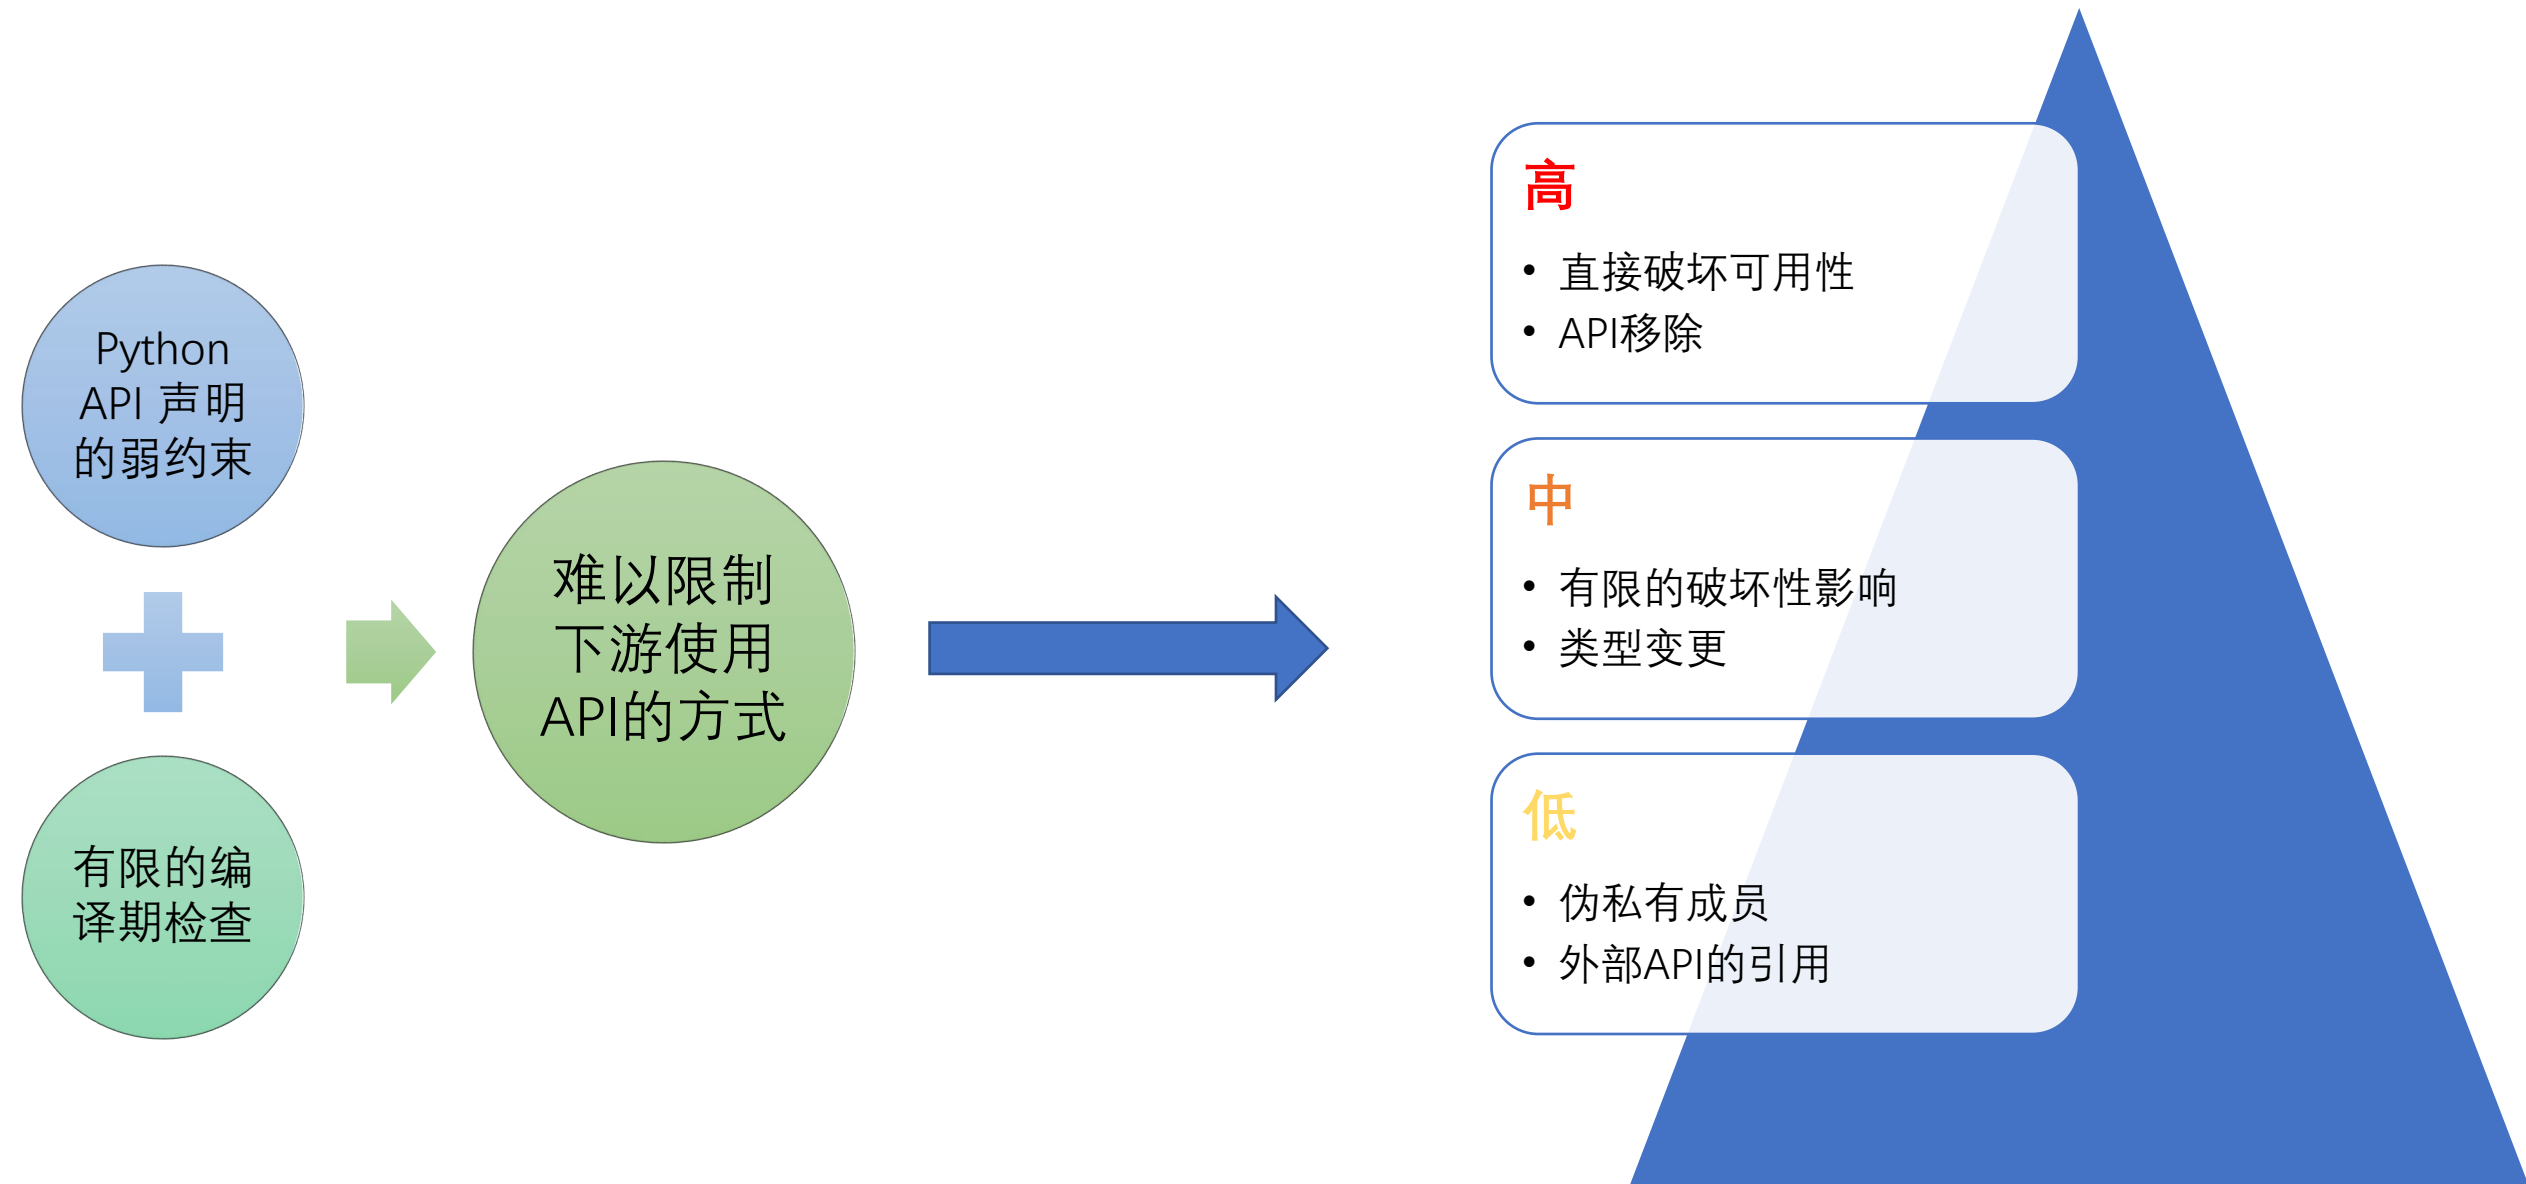 Python
API 声明
的弱约束
有限的编
译期检查
难以限制
下游使用
API的方式
高
• 直接破坏可用性
• API移除
中
• 有限的破坏性影响
• 类型变更
低
• 伪私有成员
• 外部API的引用